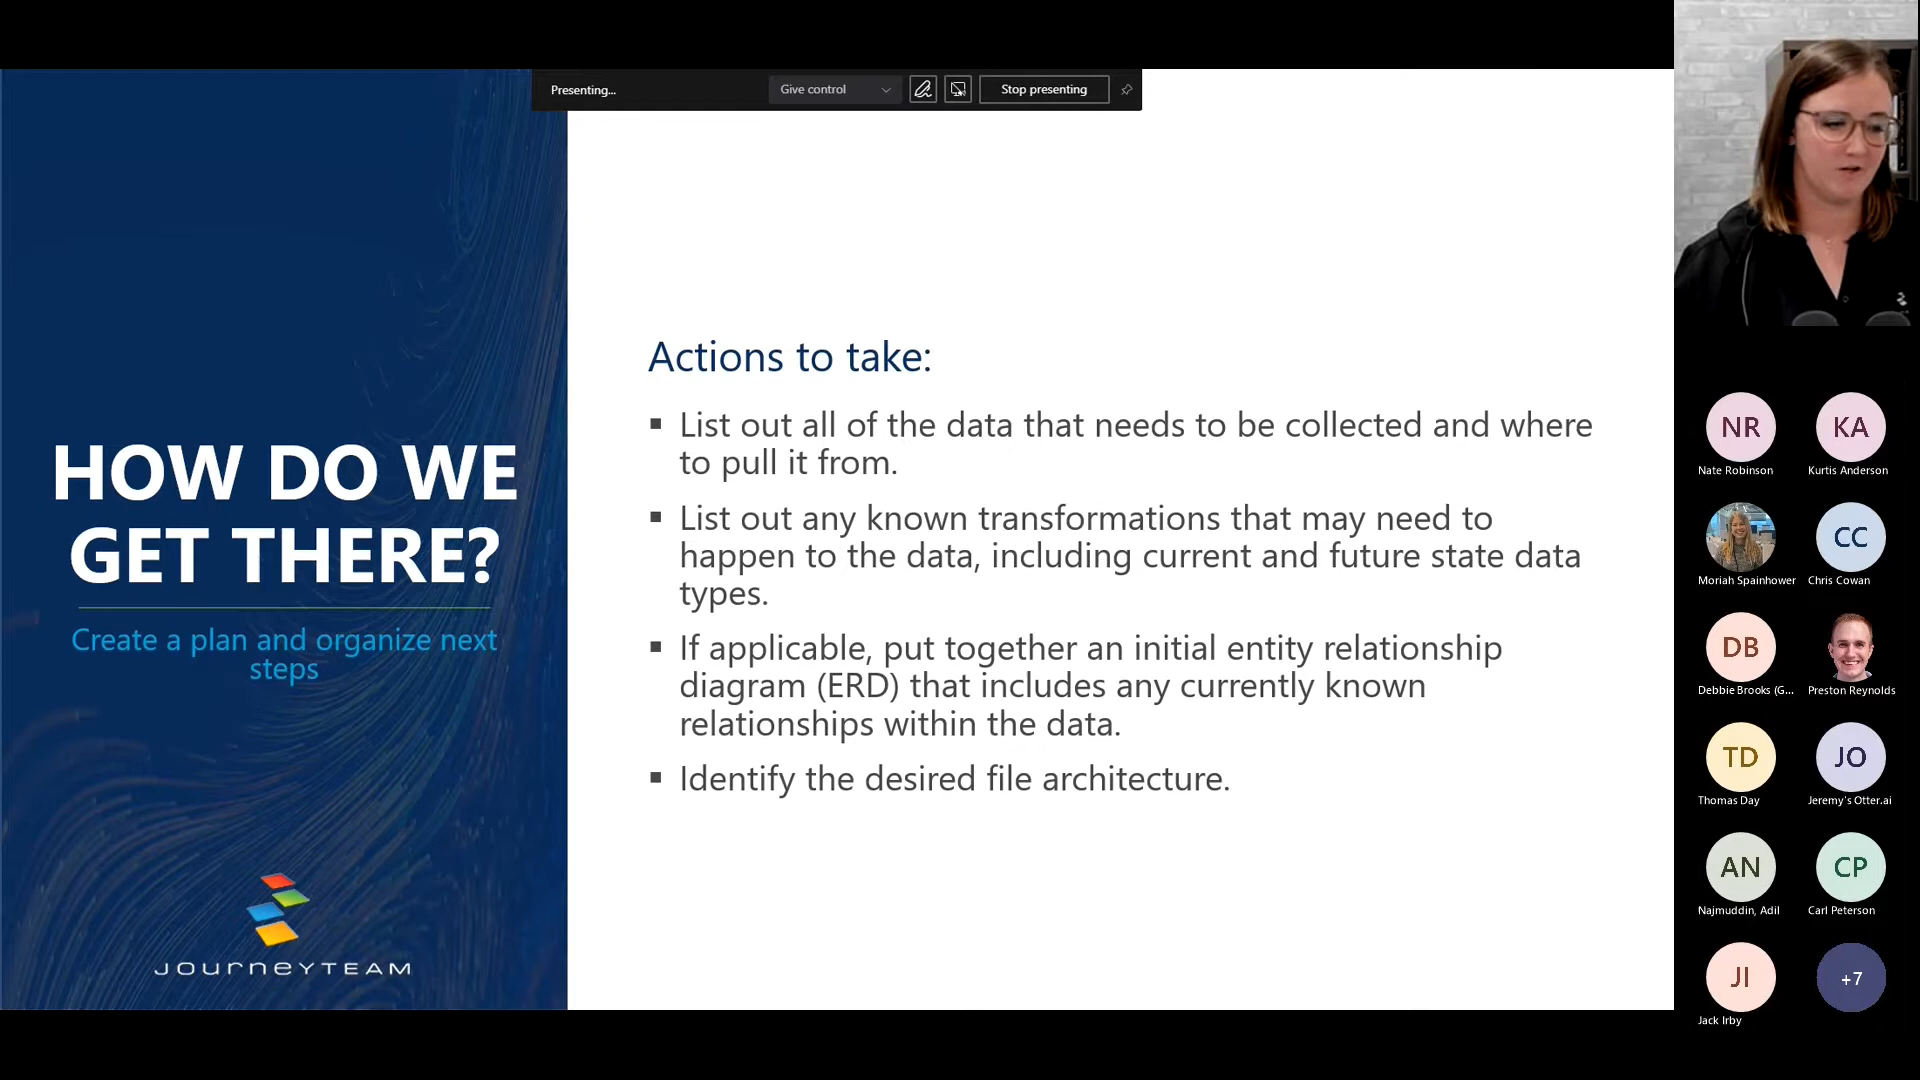 Presenting...
Give control
Stop presenting
HOW DO WE
GET THERE?
Create a plan and organize next
steps
JOURNEYTEAM
Actions to take:
▪ List out all of the data that needs to be collected and where
to pull it from.
▪ List out any known transformations that may need to
happen to the data, including current and future state data
types.
▪ If applicable, put together an initial entity relationship
diagram (ERD) that includes any currently known
relationships within the data.
▪ Identify the desired file architecture.
NR
Nate Robinson
KA
Kurtis Anderson
Moriah Spainhower
CC
Chris Cowan
DB
Debbie Brooks (G...
Preston Reynolds
TD
Thomas Day
JO
Jeremy's Otter.ai
AN
Najmuddin, Adil
CP
Carl Peterson
JI
Jack Irby
+7